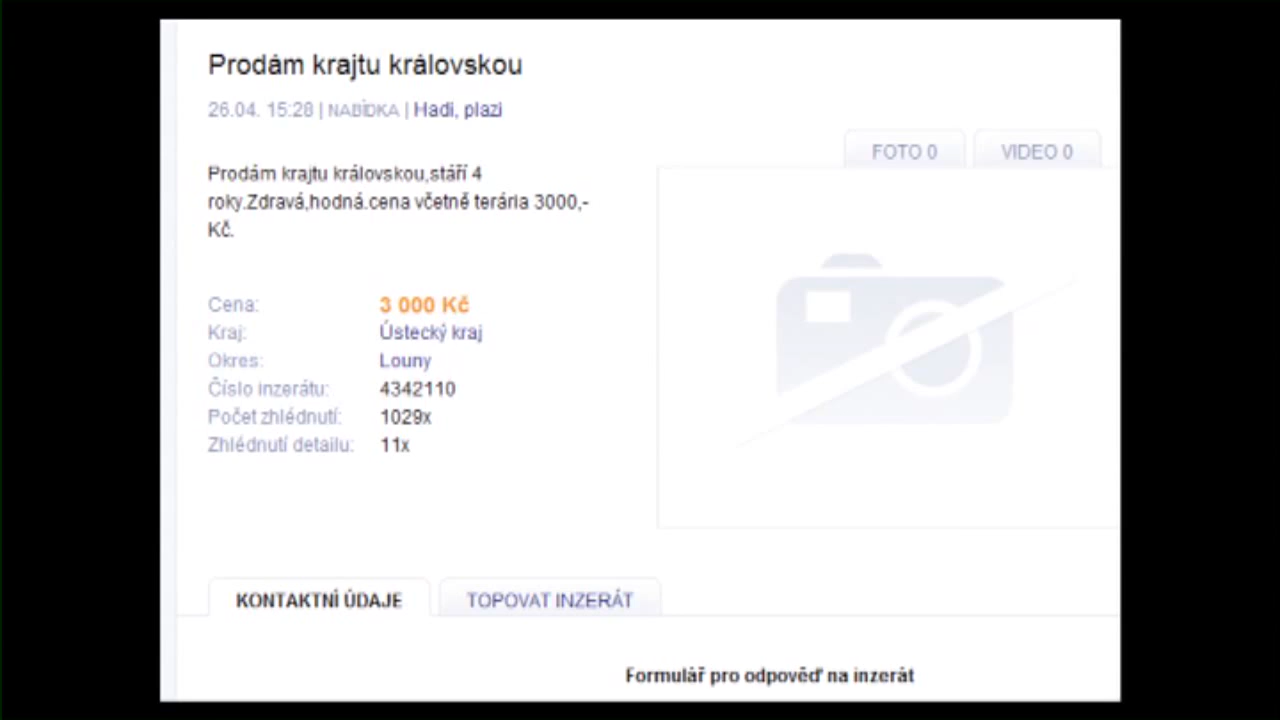 Prodám krajtu královskou
26.04. 15:28 | NABÍDKA | Hadi, plazi
FOTO 0
VIDEO 0
Prodám krajtu královskou,stáří 4
roky.Zdravá,hodná.cena včetně terária 3000,-
Kč.
Cena: 3 000 Kč
Kraj: Ústecký kraj
Okres: Louny
Číslo inzerátu: 4342110
Počet zhlédnutí: 1029x
Zhlédnutí detailu: 11x
KONTAKTNÍ ÚDAJE
TOPOVAT INZERÁT
Formulář pro odpověď na inzerát